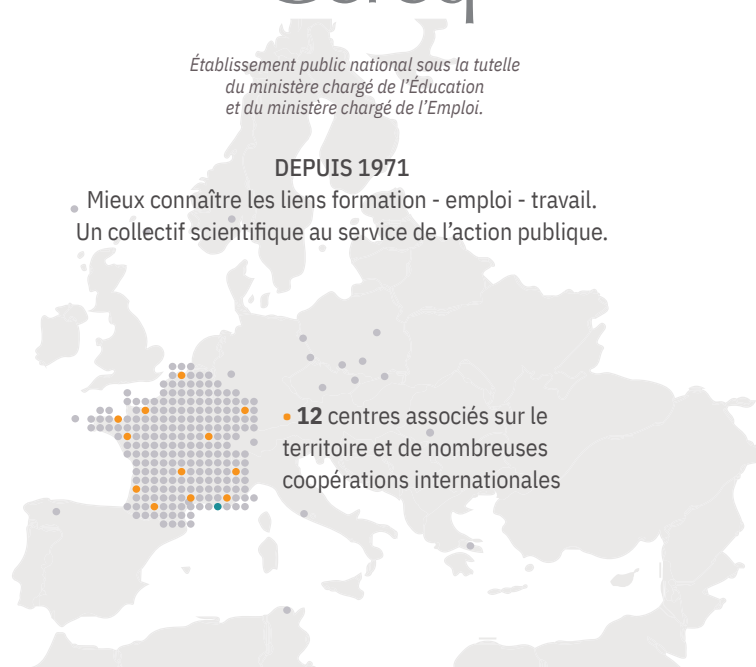 Établissement public national sous la tutelle
du ministère chargé de l'Éducation
et du ministère chargé de l'Emploi.
DEPUIS 1971
Mieux connaître les liens formation - emploi - travail.
Un collectif scientifique au service de l'action publique.
• 12 centres associés sur le
territoire et de nombreuses
coopérations internationales